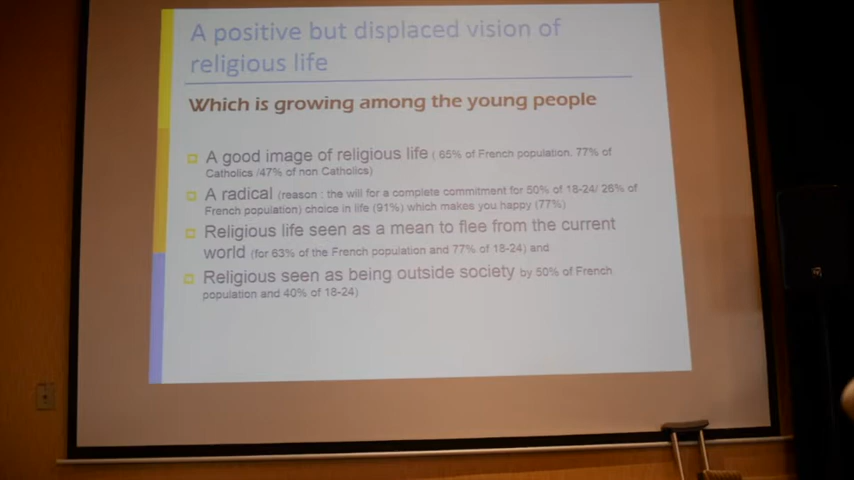 A positive but displaced vision of
religious life
Which is growing among the young people
A good image of religious life ( 65% of French population. 77% of
Catholics /47% of non Catholics)
A radical (reason : the will for a complete commitment for 50% of 18-24/ 26% of
French population) choice in life (91%) which makes you happy (77%)
Religious life seen as a mean to flee from the current
world (for 63% of the French population and 77% of 18-24) and
Religious seen as being outside society by 50% of French
population and 40% of 18-24)